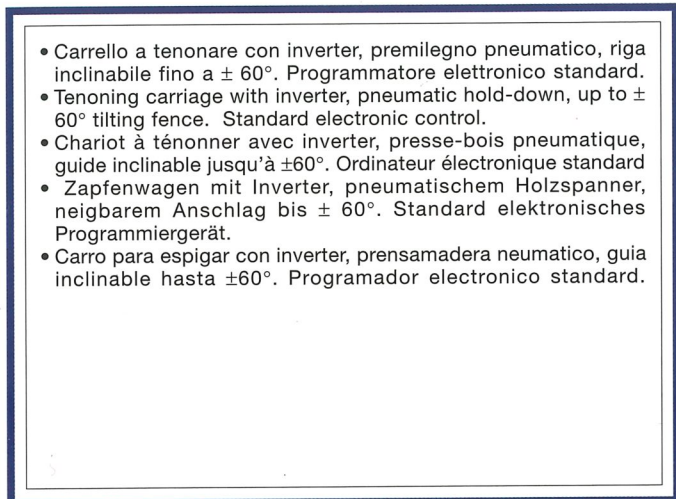 • Carrello a tenonare con inverter, premilegno pneumatico, riga
inclinabile fino a ± 60°. Programmatore elettronico standard.
• Tenoning carriage with inverter, pneumatic hold-down, up to ±
60° tilting fence. Standard electronic control.
• Chariot à ténonner avec inverter, presse-bois pneumatique,
guide inclinable jusqu'à ±60°. Ordinateur électronique standard
• Zapfenwagen mit Inverter, pneumatischem Holzspanner,
neigbarem Anschlag bis ± 60°. Standard elektronisches
Programmiergerät.
• Carro para espigar con inverter, prensamadera neumatico, guia
inclinable hasta ±60°. Programador electronico standard.